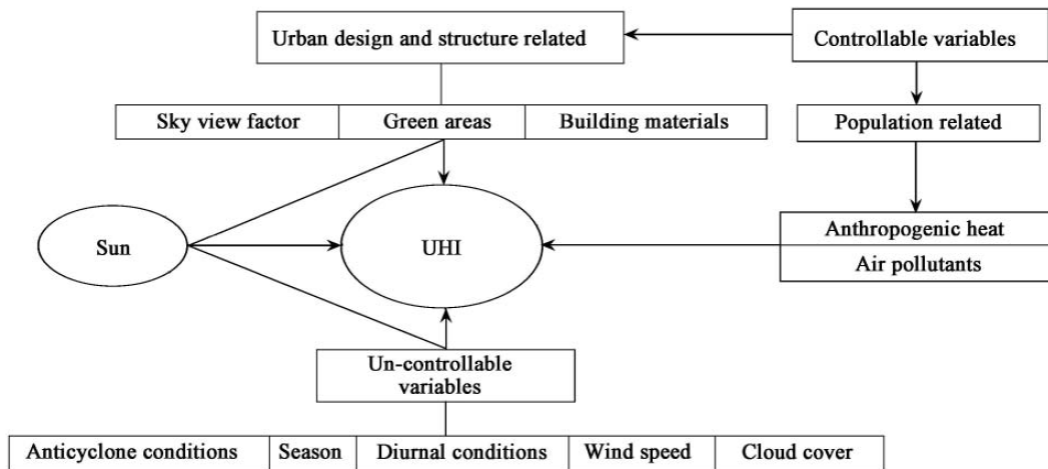 Urban design and structure related
Controllable variables
Sky view factor
Green areas
Building materials
Population related
Sun
UHI
Anthropogenic heat
Air pollutants
Un-controllable
variables
Anticyclone conditions
Season
Diurnal conditions
Wind speed
Cloud cover